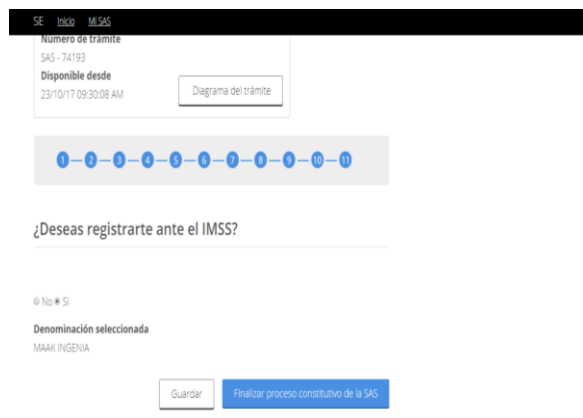 SE Inicio MI SAS
Número de trámite
SAS - 74193
Disponible desde
23/10/17 09:30:08 AM
Diagrama del trámite
1 2 3 4 5 6 7 8 9 10 11
¿Deseas registrarte ante el IMSS?
No Si
Denominación seleccionada
MAAK INGENIA
Guardar Finalizar proceso constitutivo de la SAS